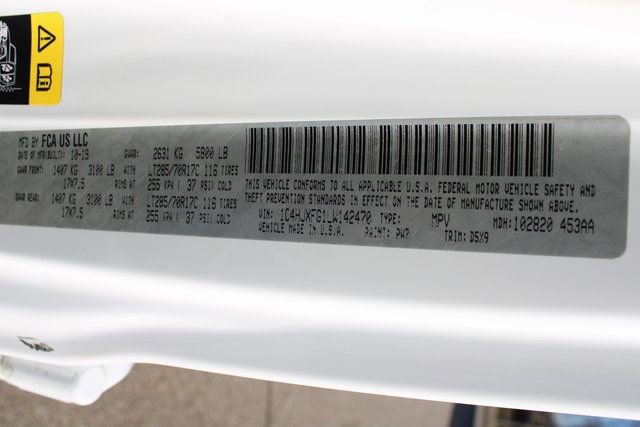 MFD BY FCA US LLC
DATE OF MFR(BUILT): 10-19 GVWR: 2631 KG 5800 LB
GAWR FRONT: 1407 KG 3100 LB WITH LT285/70R17C 116 TIRES
17X7.5 RIMS AT 255 KPA ( 37 PSI) COLD
GAWR REAR: 1407 KG 3100 LB WITH LT285/70R17C 116 TIRES
17X7.5 RIMS AT 255 KPA ( 37 PSI) COLD
THIS VEHICLE CONFORMS TO ALL APPLICABLE U.S.A. FEDERAL MOTOR VEHICLE SAFETY AND
THEFT PREVENTION STANDARDS IN EFFECT ON THE DATE OF MANUFACTURE SHOWN ABOVE.
VIN: 1C4HJXFG1LW142470 TYPE: MPV MDH: 102820 453AA
VEHICLE MADE IN U.S.A. PAINT: PW7 TRIM: D5X9